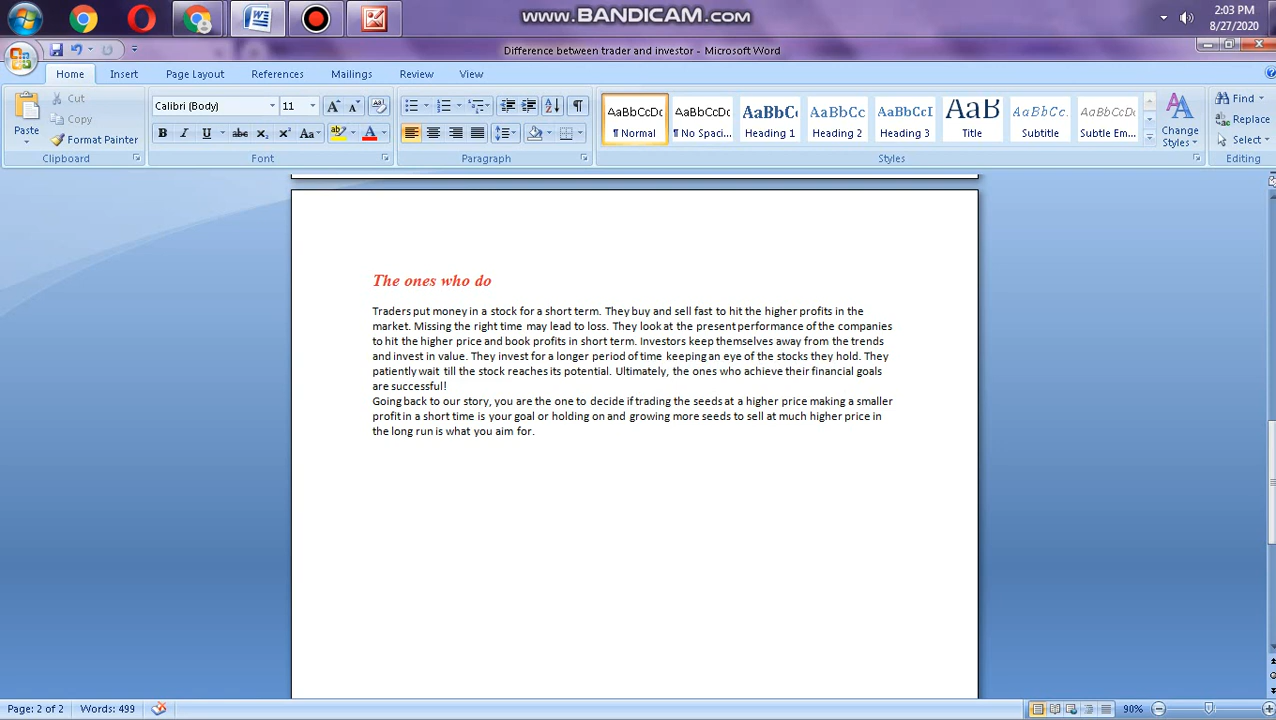 www.BANDICAM.com
2:03 PM
8/27/2020
Difference between trader and investor - Microsoft Word
Home Insert Page Layout References Mailings Review View
Paste
Cut
Copy
Format Painter
Clipboard
Calibri (Body) 11
B I U abc X₂ X² Aa
Font
Paragraph
AaBbCcDc AaBbCcDc AaBbC AaBbCc AaBbCcI AaB AaBbCcL AaBbCcDc
¶ Normal ¶ No Spaci... Heading 1 Heading 2 Heading 3 Title Subtitle Subtle Em...
Change Styles
Styles
Find
Replace
Select
Editing
The ones who do
Traders put money in a stock for a short term. They buy and sell fast to hit the higher profits in the
market. Missing the right time may lead to loss. They look at the present performance of the companies
to hit the higher price and book profits in short term. Investors keep themselves away from the trends
and invest in value. They invest for a longer period of time keeping an eye of the stocks they hold. They
patiently wait till the stock reaches its potential. Ultimately, the ones who achieve their financial goals
are successful!
Going back to our story, you are the one to decide if trading the seeds at a higher price making a smaller
profit in a short time is your goal or holding on and growing more seeds to sell at much higher price in
the long run is what you aim for.
Page: 2 of 2 Words: 499 90%